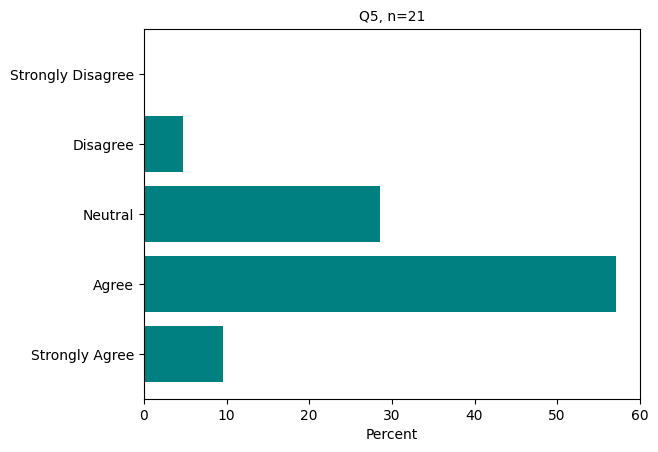 Q5, n=21
Strongly Disagree
Disagree
Neutral
Agree
Strongly Agree
0 10 20 30 40 50 60
Percent